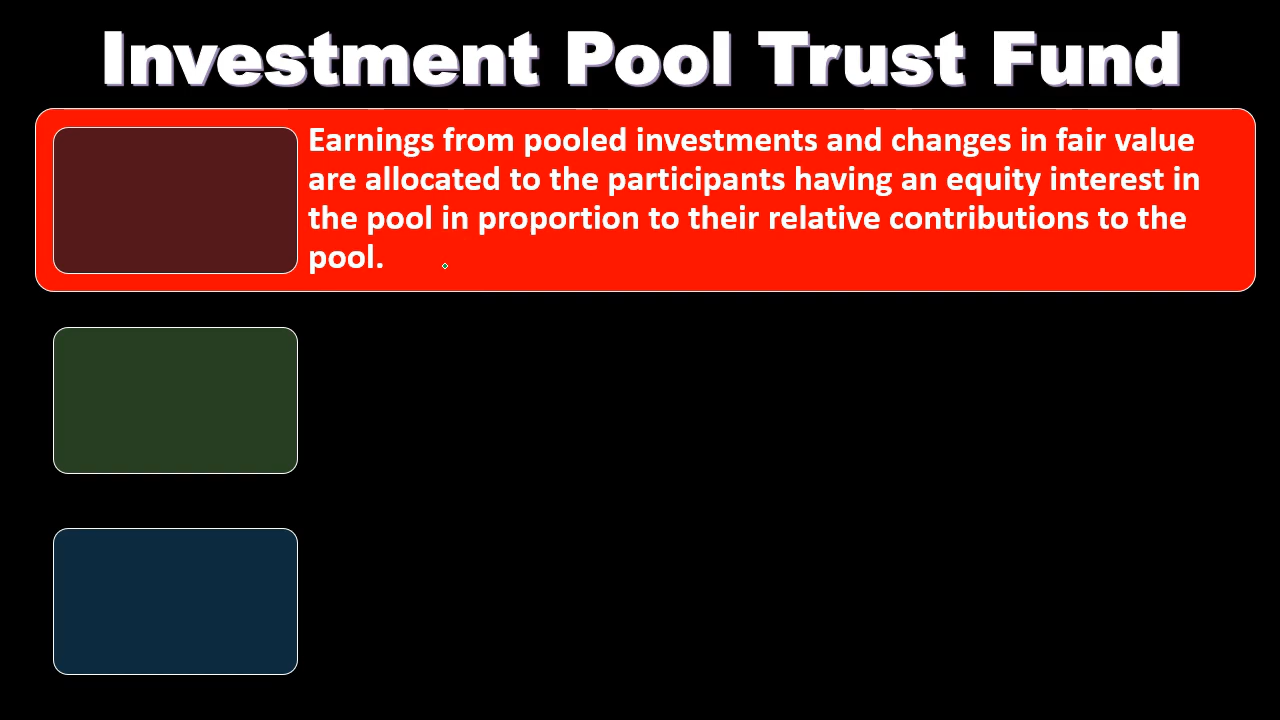 Investment Pool Trust Fund
Earnings from pooled investments and changes in fair value
are allocated to the participants having an equity interest in
the pool in proportion to their relative contributions to the
pool.